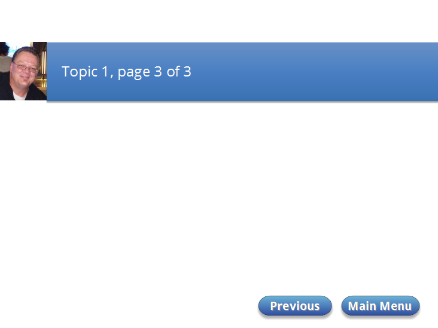 Topic 1, page 3 of 3
Previous
Main Menu